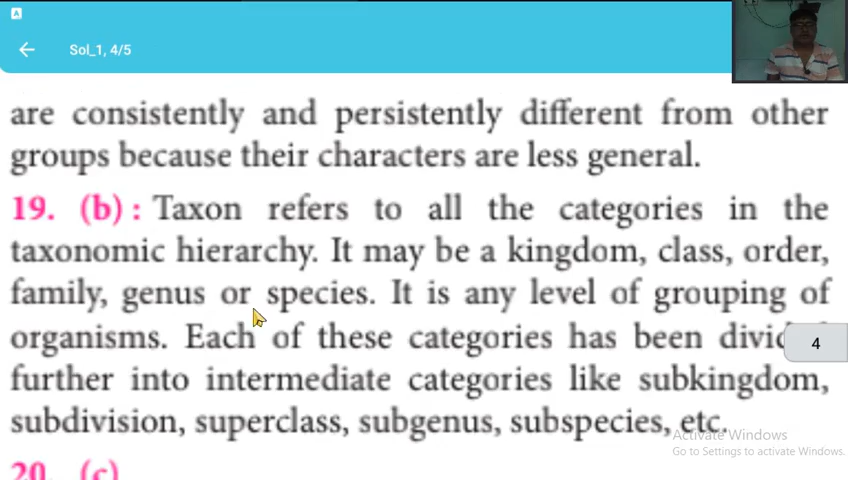 A
Sol_1, 4/5
are consistently and persistently different from other
groups because their characters are less general.
19. (b) : Taxon refers to all the categories in the
taxonomic hierarchy. It may be a kingdom, class, order,
family, genus or species. It is any level of grouping of
organisms. Each of these categories has been
4
further into intermediate categories like subkingdom,
subdivision, superclass, subgenus, subspecies, etc.
Activate Windows
Go to Settings to activate Windows.
20. (c)